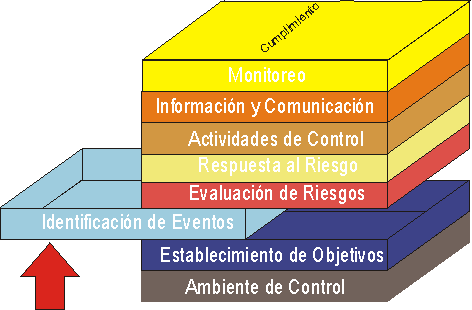 Cumplimiento
Monitoreo
Información y Comunicación
Actividades de Control
Respuesta al Riesgo
Evaluación de Riesgos
Identificación de Eventos
Establecimiento de Objetivos
Ambiente de Control